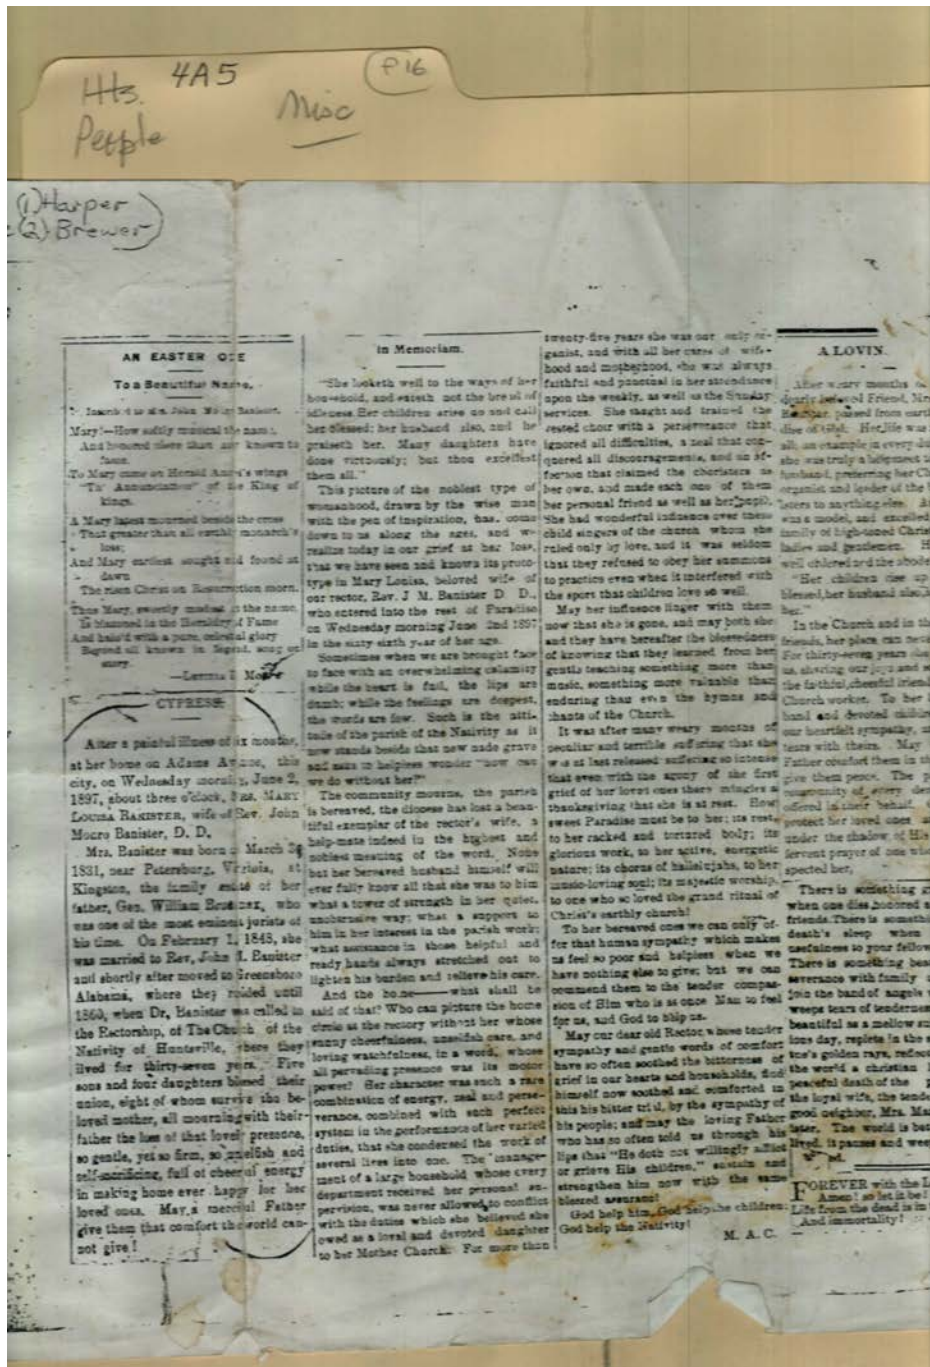 4A5
P16
Hts.
People
Misc
(1) Harper
(2) Brewer
AN EASTER ODE
To a Beautiful Name.
Mary!—How softly musical the name,
And honored more than any known to
fame.
To Mary came on Herald Angel's wings
"The Annunciation" of the King of
kings.
A Mary latest mourned beside the cross
That greater than all earthly monarch's
loss;
And Mary earliest sought and found at
dawn
The risen Christ on Resurrection morn.
Thus Mary, sweetly modest is the name,
Is blazoned in the Heraldry of Fame
And haloed with a pure, celestial glory
Beyond all known in legend, song or
story.
CYPRESS.
After a painful illness of six months,
at her home on Adams Avenue, this
city, on Wednesday morning, June 2,
1897, about three o'clock, MRS. MARY
LOUISA BANISTER, wife of Rev. John
Monro Banister, D. D.
Mrs. Banister was born March
1831, near Petersburg, Virginia, at
Kingston, the family estate of her
father, Gen. William Brodnax, who
was one of the most eminent jurists of
his time. On February 1848, she
was married to Rev, John M. Banister
and shortly after moved to Greensboro
Alabama, where they resided until
1860, when Dr, Banister was called to
the Rectorship, of The Church of the
Nativity of Huntsville, where they
lived for thirty-seven years. Five
sons and four daughters blessed their
union, eight of whom survive the be-
loved mother, all mourning with their
father the loss of that lovely presence,
so gentle, yet so firm, so unselfish and
self-sacrificing, full of cheerful energy
in making home ever happy for her
loved ones. May a merciful Father
give them that comfort the world can-
not give!
In Memoriam.
"She looketh well to the ways of her
household, and eateth not the bread of
idleness. Her children arise up and call
her blessed; her husband also, and he
praiseth her. Many daughters have
done virtuously; but thou excellest
them all."
This picture of the noblest type of
womanhood, drawn by the wise man
with the pen of inspiration, has come
down to us along the ages, and we
realize today in our grief at her loss,
that we have seen and known its proto-
type in Mary Louisa, beloved wife of
our rector, Rev. J M. Banister D. D.,
who entered into the rest of Paradise
on Wednesday morning June 2nd 1897
in the sixty-sixth year of her age.
Sometimes when we are brought face
to face with an overwhelming calamity
while the heart is full, the lips are
dumb; while the feelings are deepest,
the words are few. Such is the atti-
tude of the parish of the Nativity as it
now stands beside that new made grave
and asks in helpless wonder "how can
we do without her?"
The community mourns, the parish
is bereaved, the diocese has lost a beau-
tiful exemplar of the rector's wife, a
help-mate indeed in the highest and
noblest meaning of the word. None
but her bereaved husband himself will
ever fully know all that she was to him
what a tower of strength in her quiet,
unobtrusive way; what a support to
him in her interest in the parish work;
what assistance in those helpful and
ready hands always stretched out to
lighten his burden and relieve his care.
And the home—what shall be
said of that? Who can picture the home
circle at the rectory without her whose
sunny cheerfulness, unselfish care, and
loving watchfulness, in a word, whose
all pervading presence was its motor
power? Her character was such a rare
combination of energy, zeal and perse-
verance, combined with such perfect
system in the performance of her varied
duties, that she condensed the work of
several lives into one. The manage-
ment of a large household whose every
department received her personal su-
pervision, was never allowed to conflict
with the duties which she believed she
owed as a loyal and devoted daughter
to her Mother Church. For more than
twenty-five years she was our only or-
ganist, and with all her cares of wife-
hood and motherhood, she was always
faithful and punctual in her attendance
upon the weekly, as well as the Sunday
services. She taught and trained the
vested choir with a perseverance that
ignored all difficulties, a zeal that con-
quered all discouragements, and an af-
fection that claimed the choristers as
her own, and made each one of them
her personal friend as well as her pupil.
She had wonderful influence over these
child singers of the church whom she
ruled only by love, and it was seldom
that they refused to obey her summons
to practice even when it interfered with
the sport that children love so well.
May her influence linger with them
now that she is gone, and may both she
and they have hereafter the blessedness
of knowing that they learned from her
gentle teaching something more than
music, something more valuable than
enduring than even the hymns and
chants of the Church.
It was after many weary months of
peculiar and terrible suffering that she
was at last released suffering so intense
that even with the agony of the first
grief of her loved ones there mingles a
thanksgiving that she is at rest. How
sweet Paradise must be to her; its rest
to her racked and tortured body; its
glorious work, to her active, energetic
nature; its chorus of hallelujahs, to her
music-loving soul; its majestic worship,
to one who so loved the grand ritual of
Christ's earthly church!
To her bereaved ones we can only of-
fer that human sympathy which makes
us feel so poor and helpless when we
have nothing else to give; but we can
commend them to the tender compas-
sion of Him who is as once Man to feel
for us, and God to help us.
May our dear old Rector, whose tender
sympathy and gentle words of comfort
have so often soothed the bitterness of
grief in our hearts and households, find
himself now soothed and comforted in
this his bitter trial, by the sympathy of
his people; and may the loving Father
who has so often told us through his
lips that "He doth not willingly afflict
or grieve His children," sustain and
strengthen him now with the same
blessed assurance!
God help him, God help the children;
God help the Nativity!
M. A. C.
A LOVIN
After weary months
dearly beloved Friend, Mrs
passed from earth
Her life was
an example in every
she was truly a helpmeet
husband, preferring her Ch
organist and leader of the
to anything else.
was a model, and excelled
family of high-toned Chris
ladies and gentlemen.
"Her children rise up
blessed, her husband also,
her."
In the Church and in th
friends, her place can nev
For thirty-seven years she
us, sharing our joys and
the faithful, cheerful friend
Church worker. To her
band and devoted children
our heartfelt sympathy,
tears with theirs. May
Father comfort them in th
give them peace. The p
community of every
offered in their behalf.
protect her loved ones
under the shadow of His
fervent prayer of one who
spected her,
There is something
when one dies, honored
friends. There is somethi
death's sleep when
usefulness to your fellow
There is something beau
severance with family
join the band of angels
weeps tears of tenderness
beautiful as a mellow
ious day, replete in the
golden rays, reflect
the world a christian
peaceful death of the
the loyal wife, the tende
good neighbor, Mrs. Ma
The world is bet
lived, it pauses and wee
FOREVER with the L
Amen! so let it be!
Life from the dead is in
And immortality!